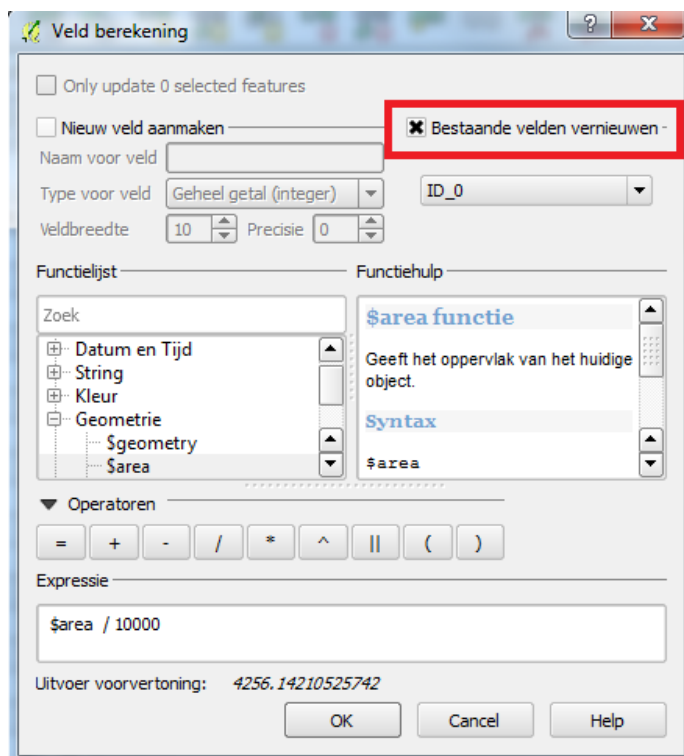 Veld berekening
Only update 0 selected features
Nieuw veld aanmaken
Bestaande velden vernieuwen
Naam voor veld
Type voor veld Geheel getal (integer)
ID_0
Veldbreedte 10 Precisie 0
Functielijst
Functiehulp
Zoek
Datum en Tijd
String
Kleur
Geometrie
$geometry
$area
$area functie
Geeft het oppervlak van het huidige
object.
Syntax
$area
Operatoren
= + - / * ^ || ( )
Expressie
$area / 10000
Uitvoer voorvertoning: 4256.14210525742
OK Cancel Help